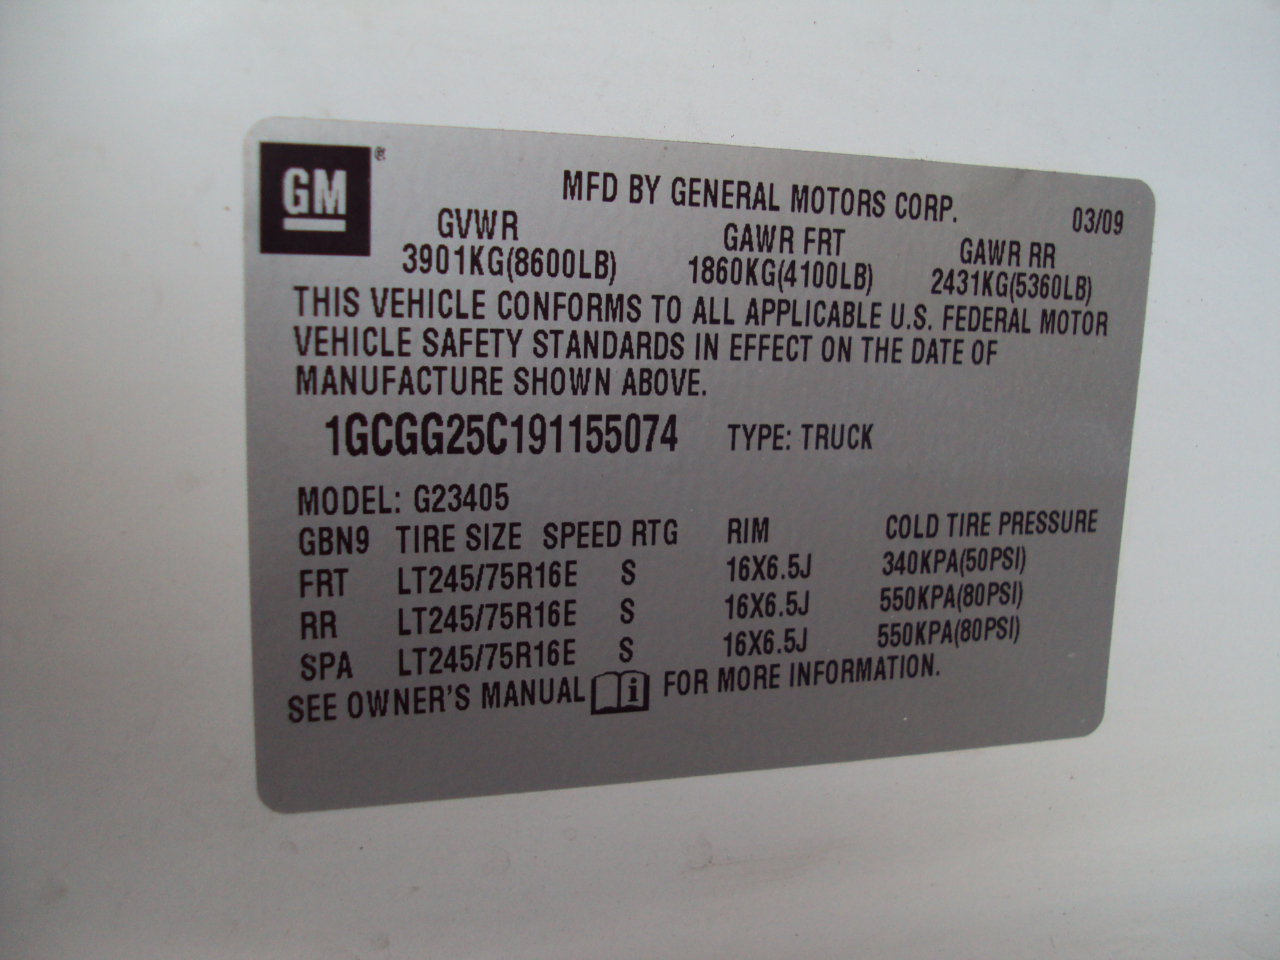 GM®
MFD BY GENERAL MOTORS CORP. 03/09
GVWR GAWR FRT GAWR RR
3901KG(8600LB) 1860KG(4100LB) 2431KG(5360LB)
THIS VEHICLE CONFORMS TO ALL APPLICABLE U.S. FEDERAL MOTOR
VEHICLE SAFETY STANDARDS IN EFFECT ON THE DATE OF
MANUFACTURE SHOWN ABOVE.
1GCGG25C191155074 TYPE: TRUCK
MODEL: G23405
GBN9 TIRE SIZE SPEED RTG RIM COLD TIRE PRESSURE
FRT LT245/75R16E S 16X6.5J 340KPA(50PSI)
RR LT245/75R16E S 16X6.5J 550KPA(80PSI)
SPA LT245/75R16E S 16X6.5J 550KPA(80PSI)
SEE OWNER'S MANUAL i FOR MORE INFORMATION.